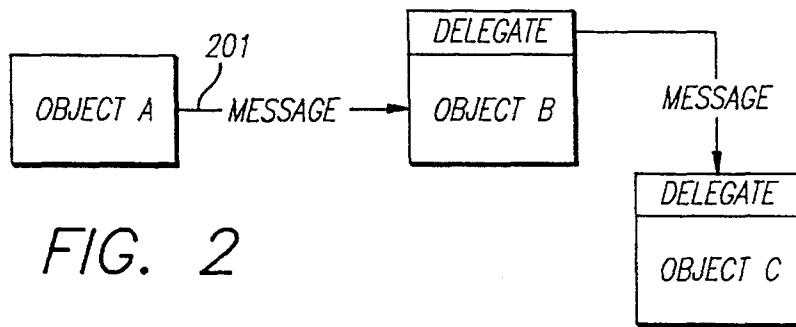 201
OBJECT A
MESSAGE
DELEGATE
OBJECT B
MESSAGE
DELEGATE
OBJECT C
FIG. 2